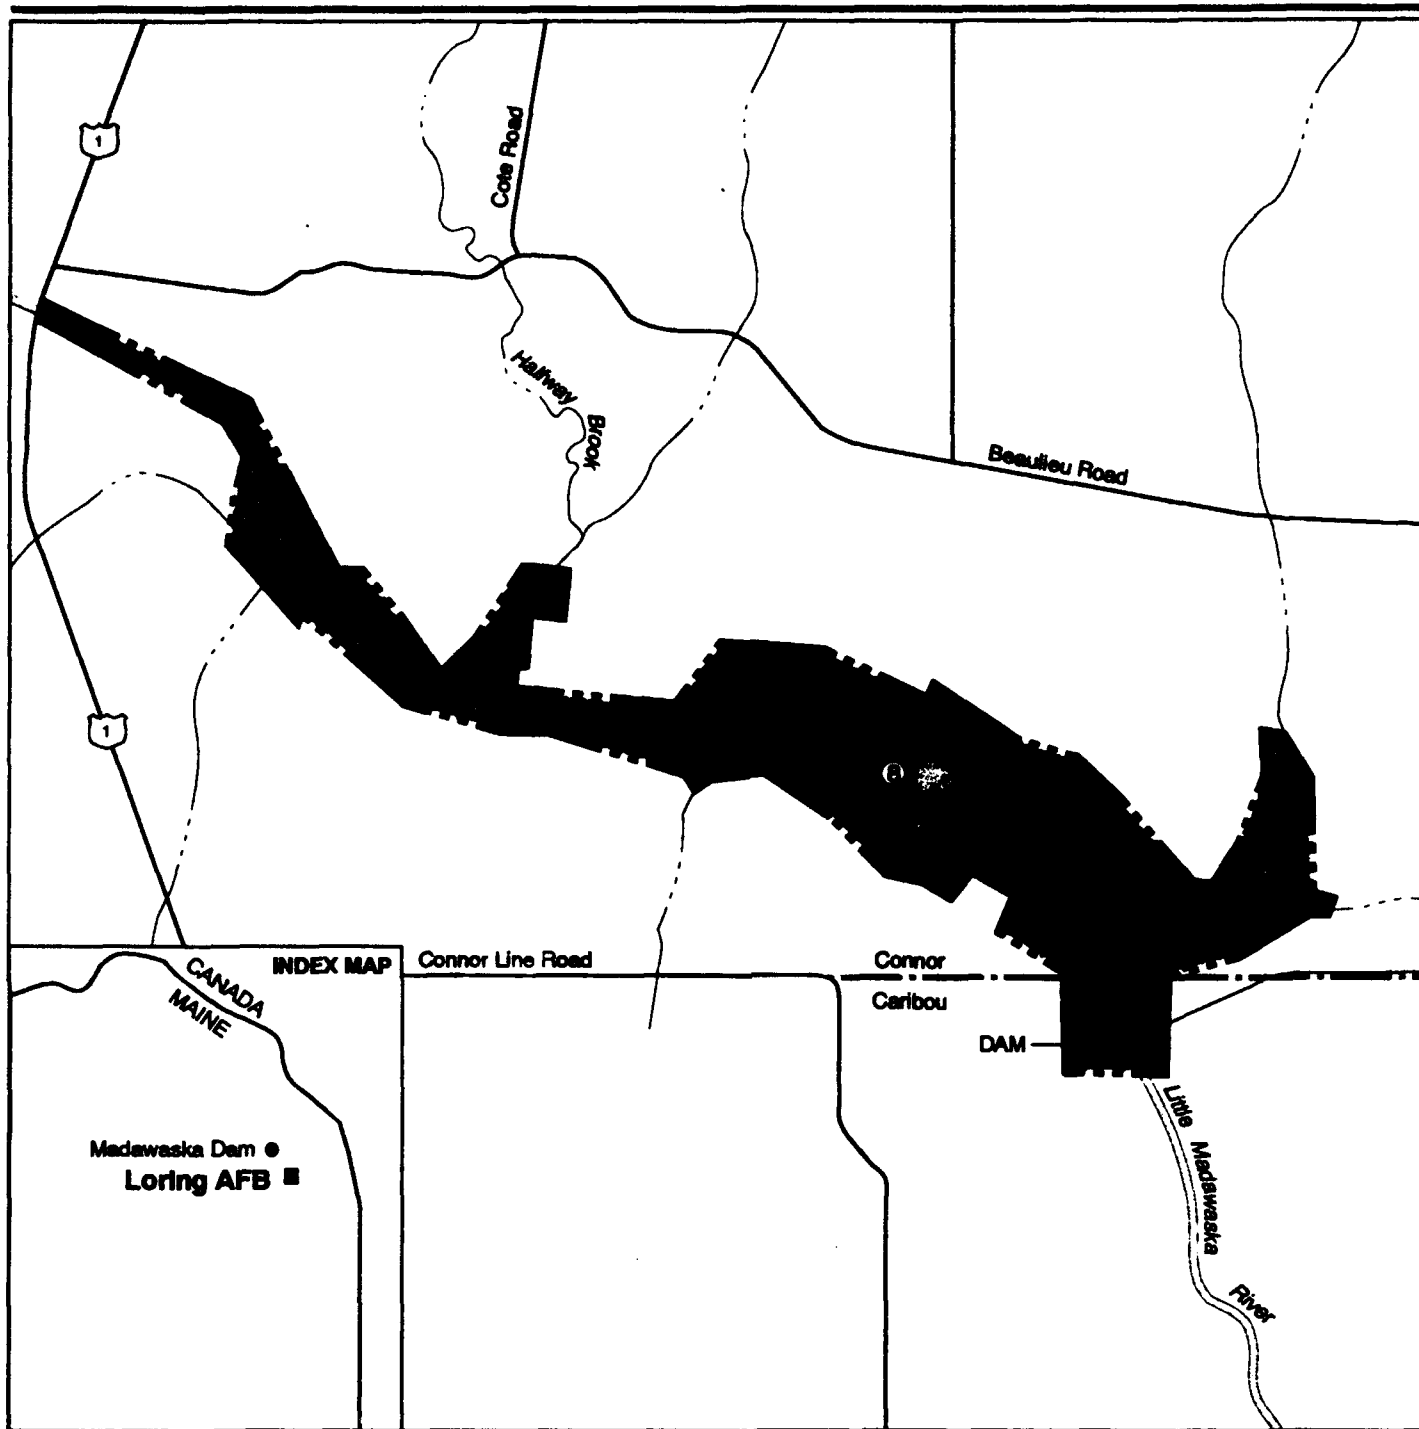 1
Cote Road
Halfway
Brook
Beaulieu Road
1
INDEX MAP
CANADA
MAINE
Connor Line Road
Connor
Caribou
DAM
Madawaska Dam
Loring AFB
Little Madawaska
River